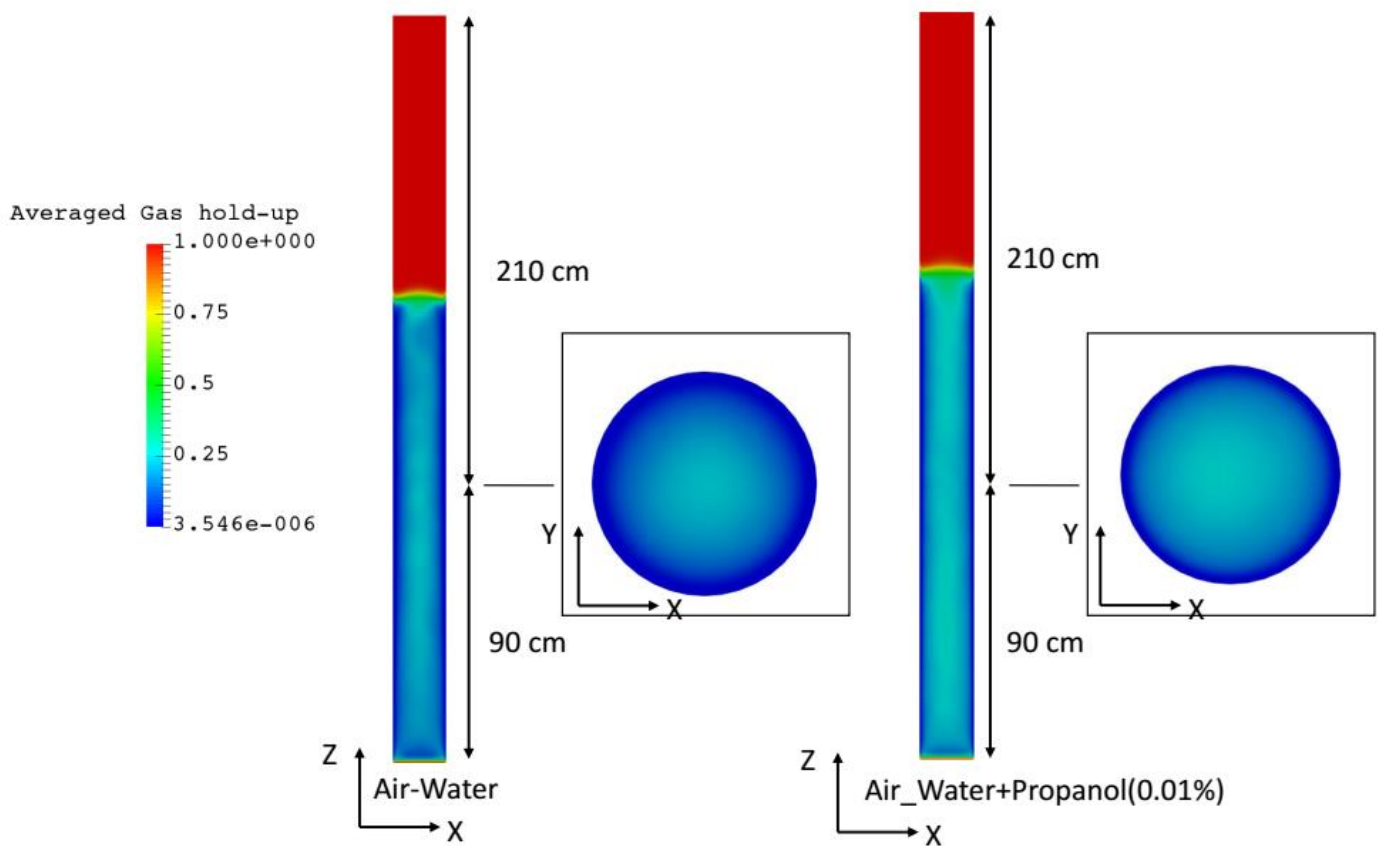 Averaged Gas hold-up
1.000e+000
0.75
0.5
0.25
3.546e-006
210 cm
90 cm
Y
X
Z
X
Air-Water
210 cm
90 cm
Y
X
Z
X
Air_Water+Propanol(0.01%)